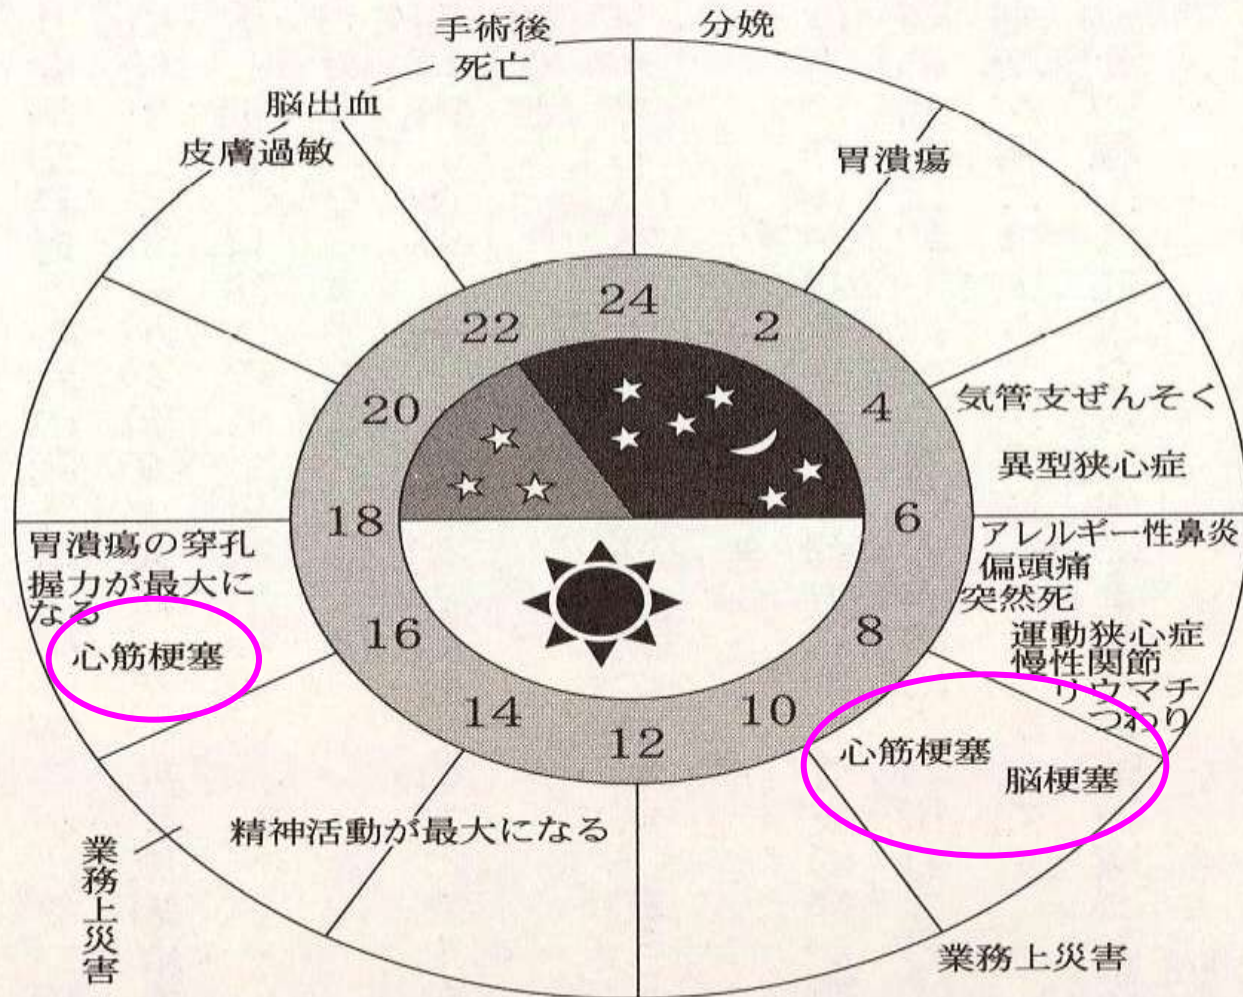 手術後
死亡
分娩
脳出血
皮膚過敏
胃潰瘍
24
22
2
20
4
18
6
16
8
14
10
12
気管支ぜんそく
異型狭心症
アレルギー性鼻炎
偏頭痛
突然死
運動狭心症
慢性関節
リウマチ
つわり
胃潰瘍の穿孔
握力が最大に
なる
心筋梗塞
心筋梗塞
脳梗塞
精神活動が最大になる
業務上災害
業務上災害